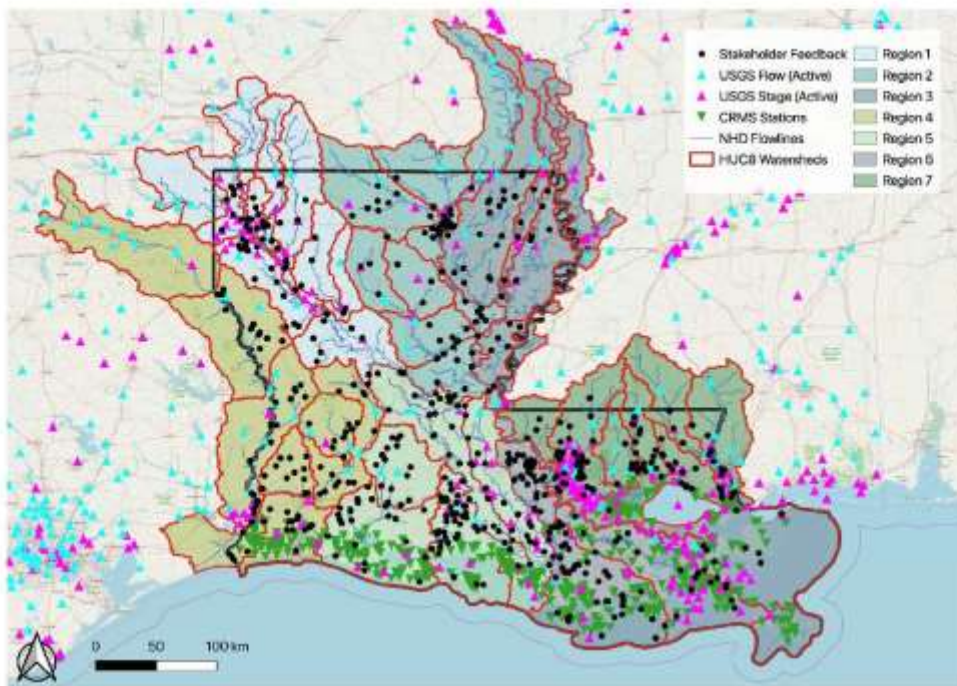 Stakeholder Feedback
USGS Flow (Active)
USGS Stage (Active)
CRMS Stations
NHD Flowlines
HUC8 Watersheds
Region 1
Region 2
Region 3
Region 4
Region 5
Region 6
Region 7
0 50 100 km